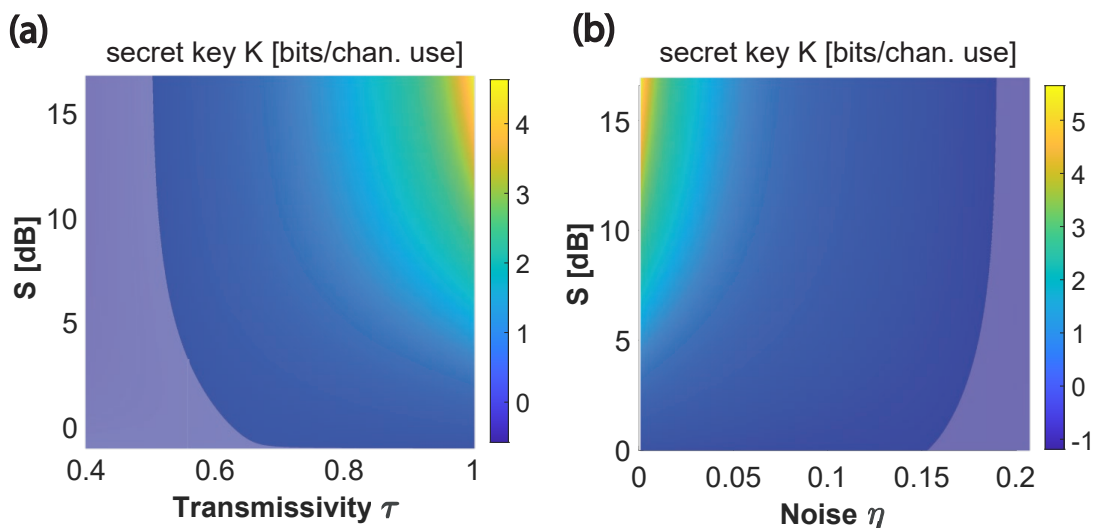 (a)
secret key K [bits/chan. use]
S [dB]
15
10
5
0
0.4 0.6 0.8 1
Transmissivity τ
4
3
2
1
0
(b)
secret key K [bits/chan. use]
S [dB]
15
10
5
0
0 0.05 0.1 0.15 0.2
Noise η
5
4
3
2
1
0
-1